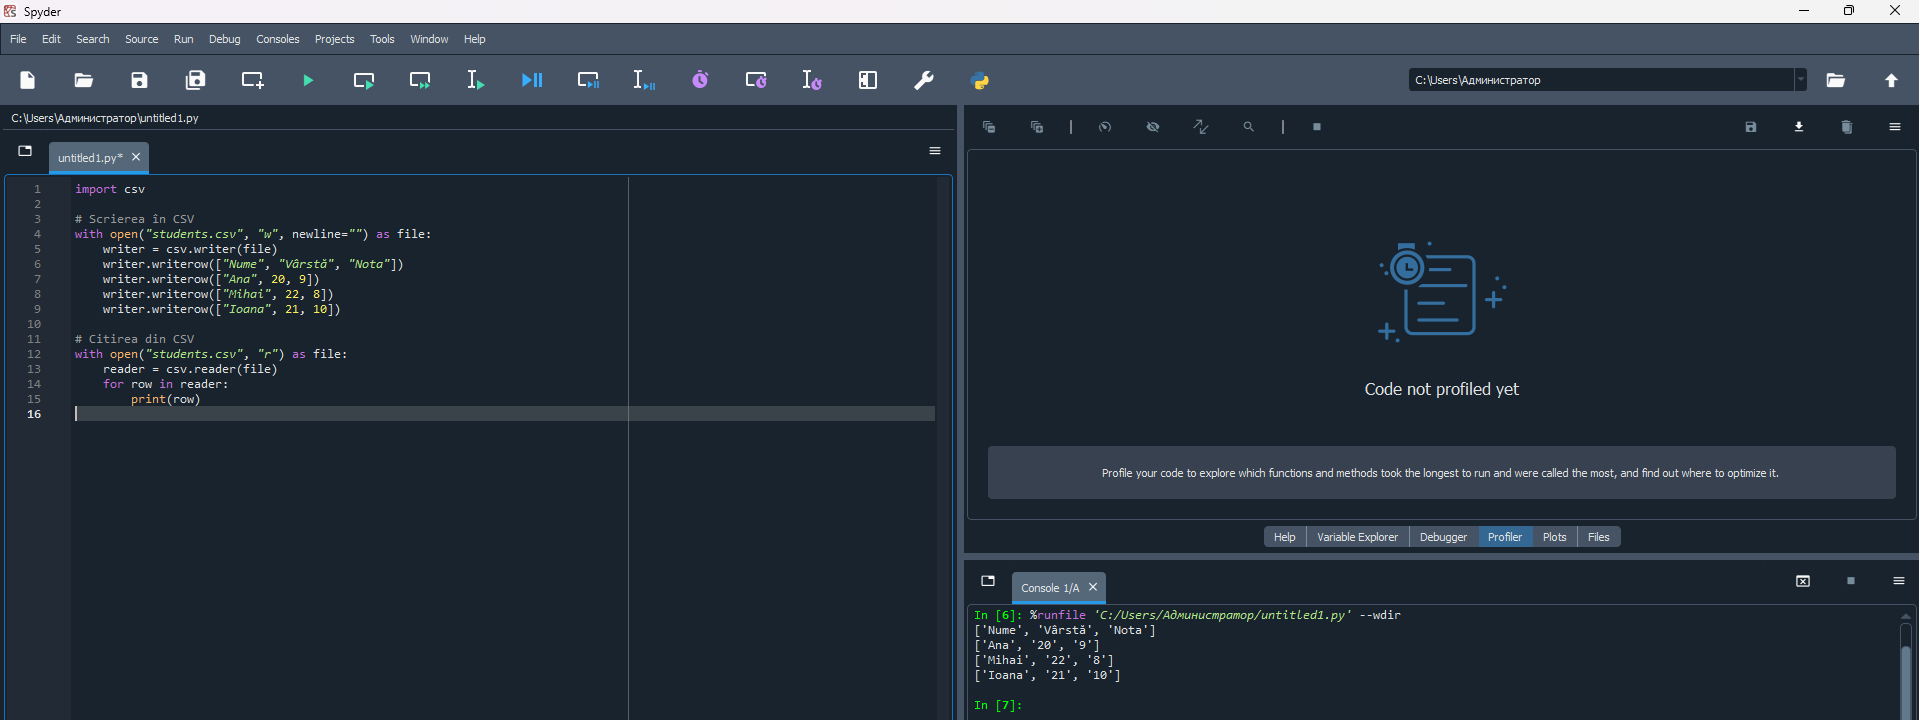 Spyder
File Edit Search Source Run Debug Consoles Projects Tools Window Help
C:\Users\Администратор
C:\Users\Администратор\untitled1.py
untitled1.py*
1 import csv
2
3 # Scrierea în CSV
4 with open("students.csv", "w", newline="") as file:
5     writer = csv.writer(file)
6     writer.writerow(["Nume", "Vârstă", "Nota"])
7     writer.writerow(["Ana", 20, 9])
8     writer.writerow(["Mihai", 22, 8])
9     writer.writerow(["Ioana", 21, 10])
10
11 # Citirea din CSV
12 with open("students.csv", "r") as file:
13     reader = csv.reader(file)
14     for row in reader:
15         print(row)
16
Code not profiled yet
Profile your code to explore which functions and methods took the longest to run and were called the most, and find out where to optimize it.
Help Variable Explorer Debugger Profiler Plots Files
Console 1/A
In [6]: %runfile 'C:/Users/Администратор/untitled1.py' --wdir
['Nume', 'Vârstă', 'Nota']
['Ana', '20', '9']
['Mihai', '22', '8']
['Ioana', '21', '10']
In [7]: